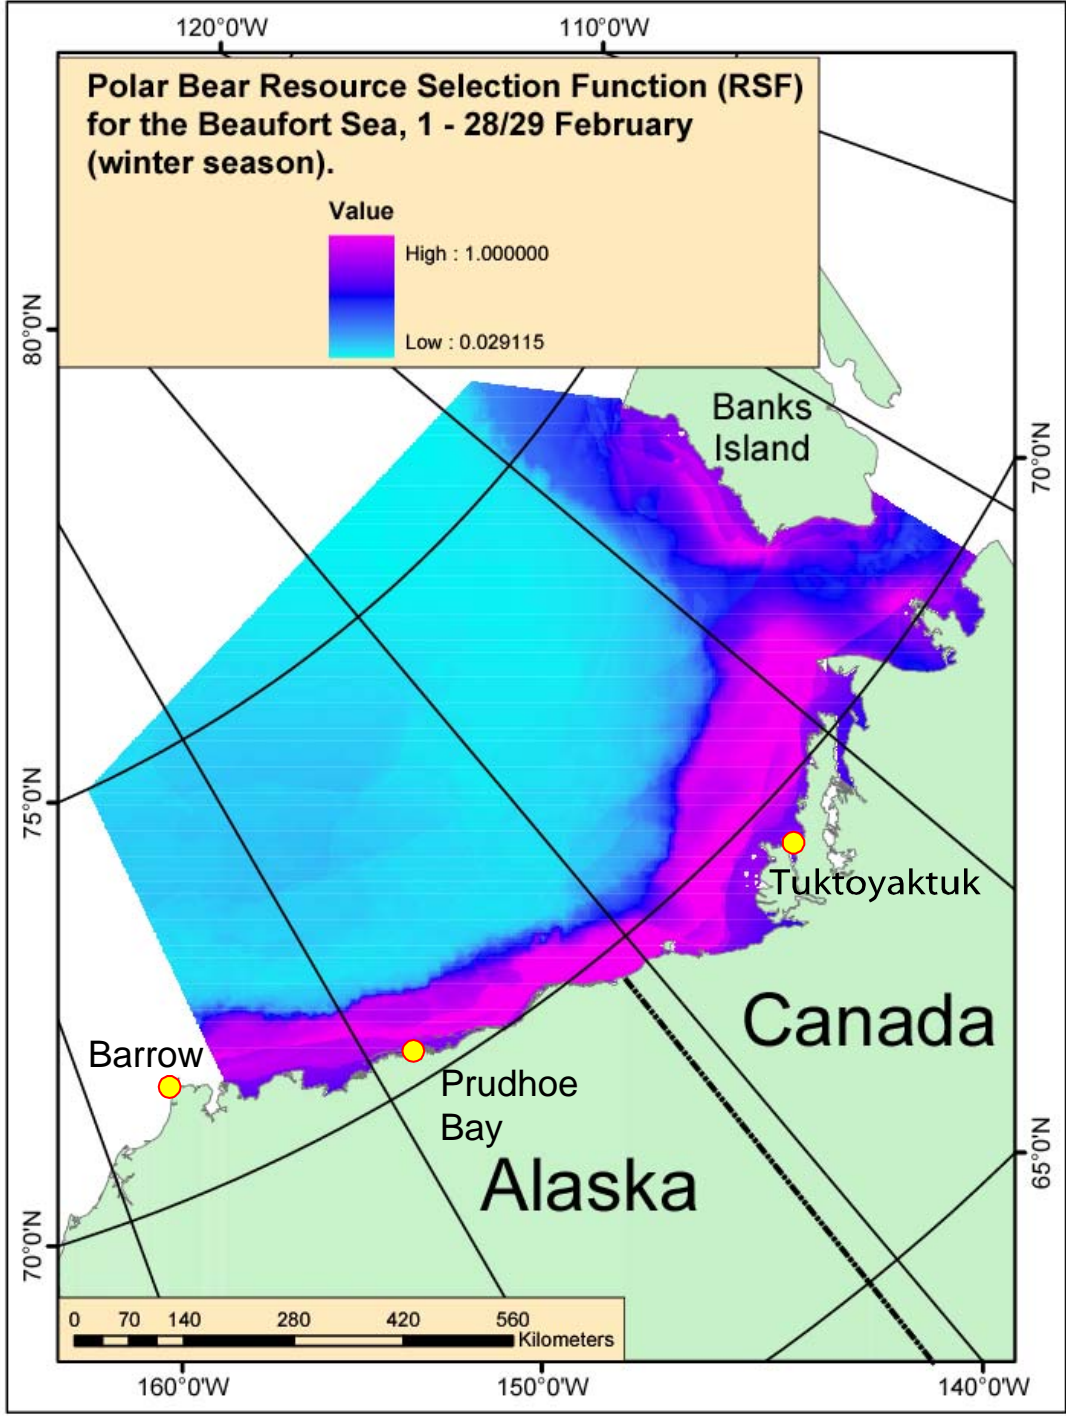 120°0'W
110°0'W
Polar Bear Resource Selection Function (RSF)
for the Beaufort Sea, 1 - 28/29 February
(winter season).
Value
High : 1.000000
Low : 0.029115
80°0'N
Banks
Island
70°0'N
75°0'N
Tuktoyaktuk
Canada
Barrow
Prudhoe
Bay
Alaska
65°0'N
70°0'N
0 70 140 280 420 560
Kilometers
160°0'W
150°0'W
140°0'W